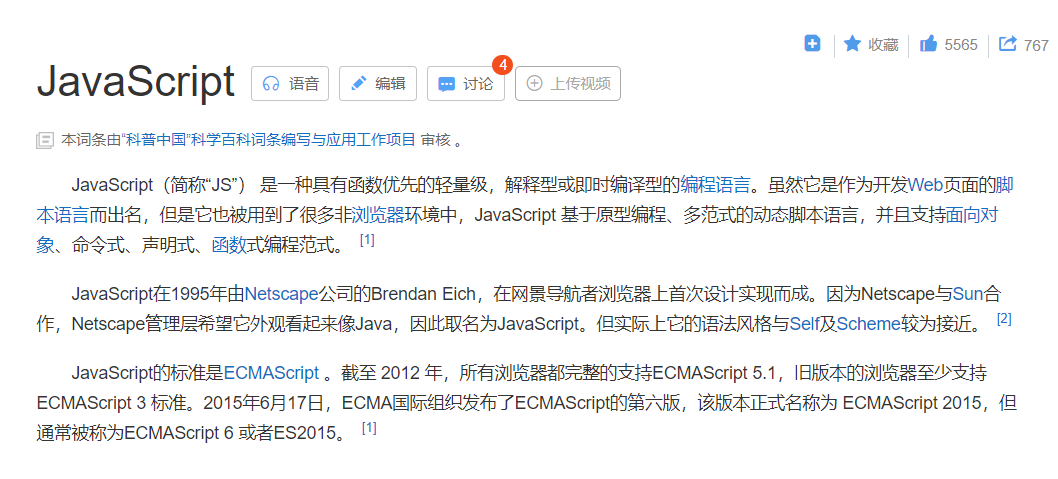 收藏 5565 767
JavaScript 语音 编辑 讨论 4 上传视频
本词条由“科普中国”科学百科词条编写与应用工作项目 审核 。
JavaScript（简称“JS”） 是一种具有函数优先的轻量级，解释型或即时编译型的编程语言。虽然它是作为开发Web页面的脚
本语言而出名，但是它也被用到了很多非浏览器环境中，JavaScript 基于原型编程、多范式的动态脚本语言，并且支持面向对
象、命令式、声明式、函数式编程范式。 [1]
JavaScript在1995年由Netscape公司的Brendan Eich，在网景导航者浏览器上首次设计实现而成。因为Netscape与Sun合
作，Netscape管理层希望它外观看起来像Java，因此取名为JavaScript。但实际上它的语法风格与Self及Scheme较为接近。 [2]
JavaScript的标准是ECMAScript 。截至 2012 年，所有浏览器都完整的支持ECMAScript 5.1，旧版本的浏览器至少支持
ECMAScript 3 标准。2015年6月17日，ECMA国际组织发布了ECMAScript的第六版，该版本正式名称为 ECMAScript 2015，但
通常被称为ECMAScript 6 或者ES2015。 [1]